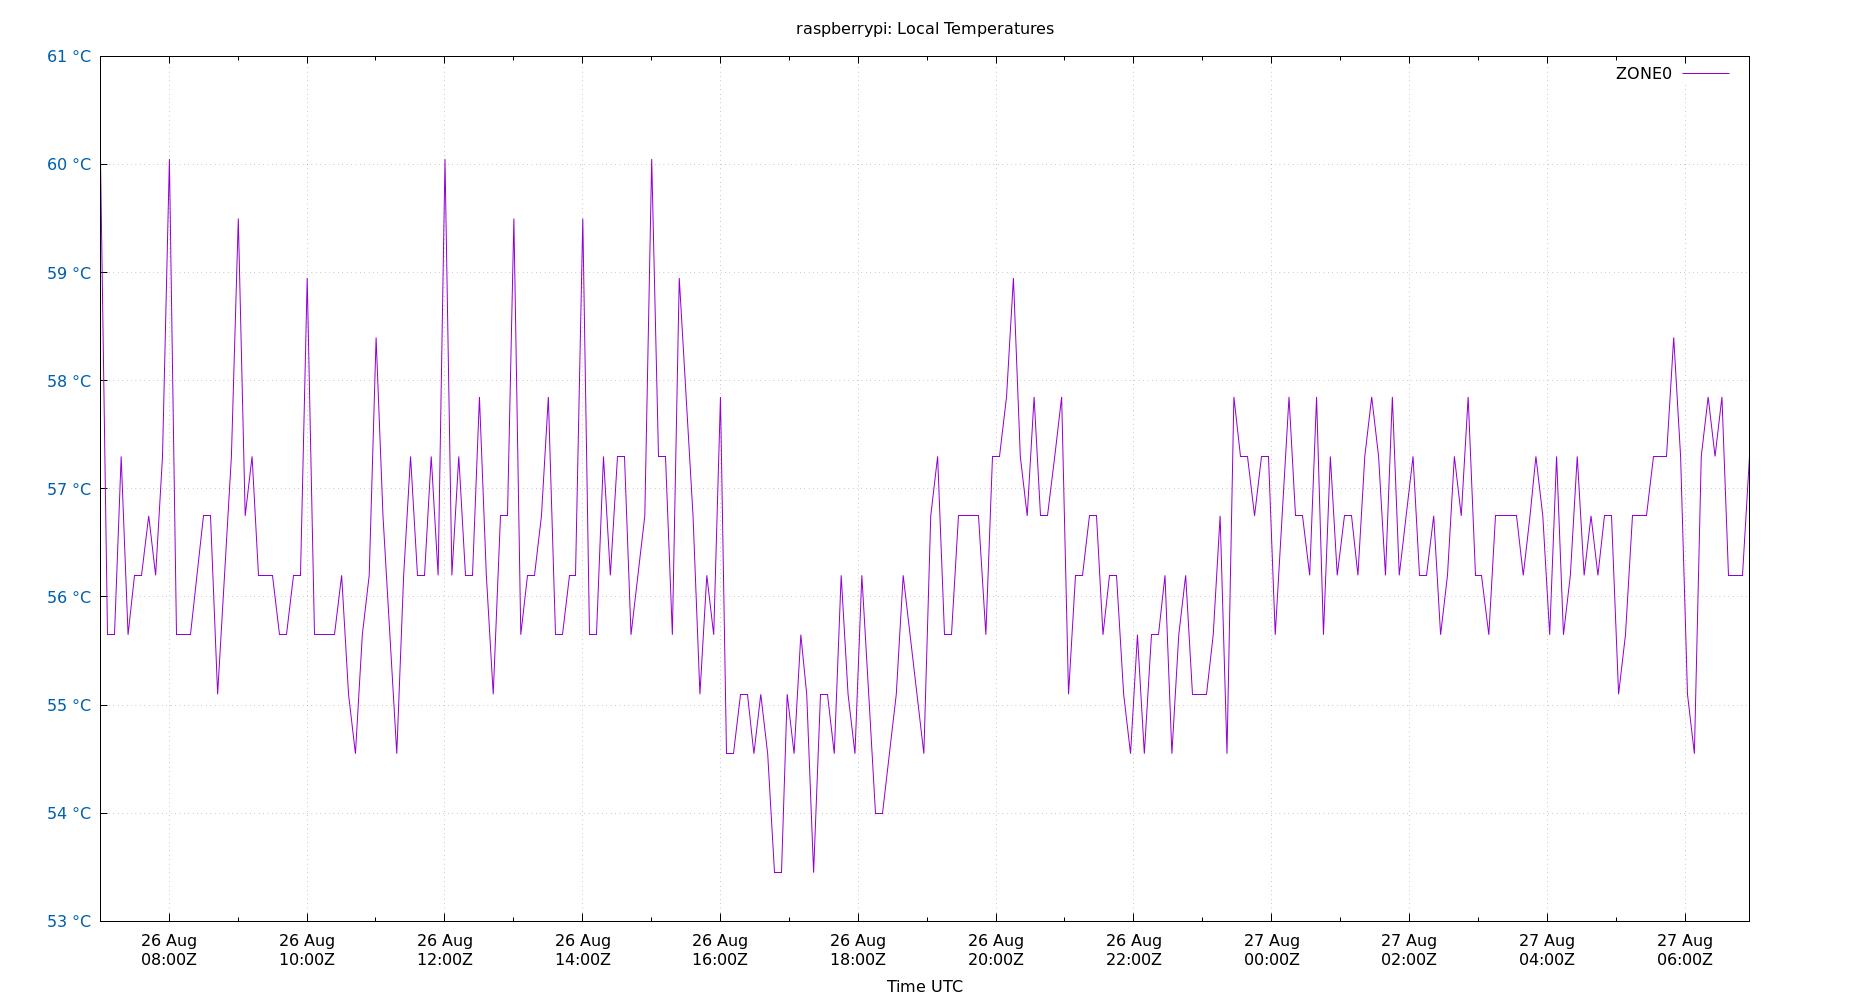 raspberrypi: Local Temperatures
61 °C
ZONE0
60 °C
59 °C
58 °C
57 °C
56 °C
55 °C
54 °C
53 °C
26 Aug 26 Aug 26 Aug 26 Aug 26 Aug 26 Aug 26 Aug 26 Aug 27 Aug 27 Aug 27 Aug 27 Aug
08:00Z 10:00Z 12:00Z 14:00Z 16:00Z 18:00Z 20:00Z 22:00Z 00:00Z 02:00Z 04:00Z 06:00Z
Time UTC